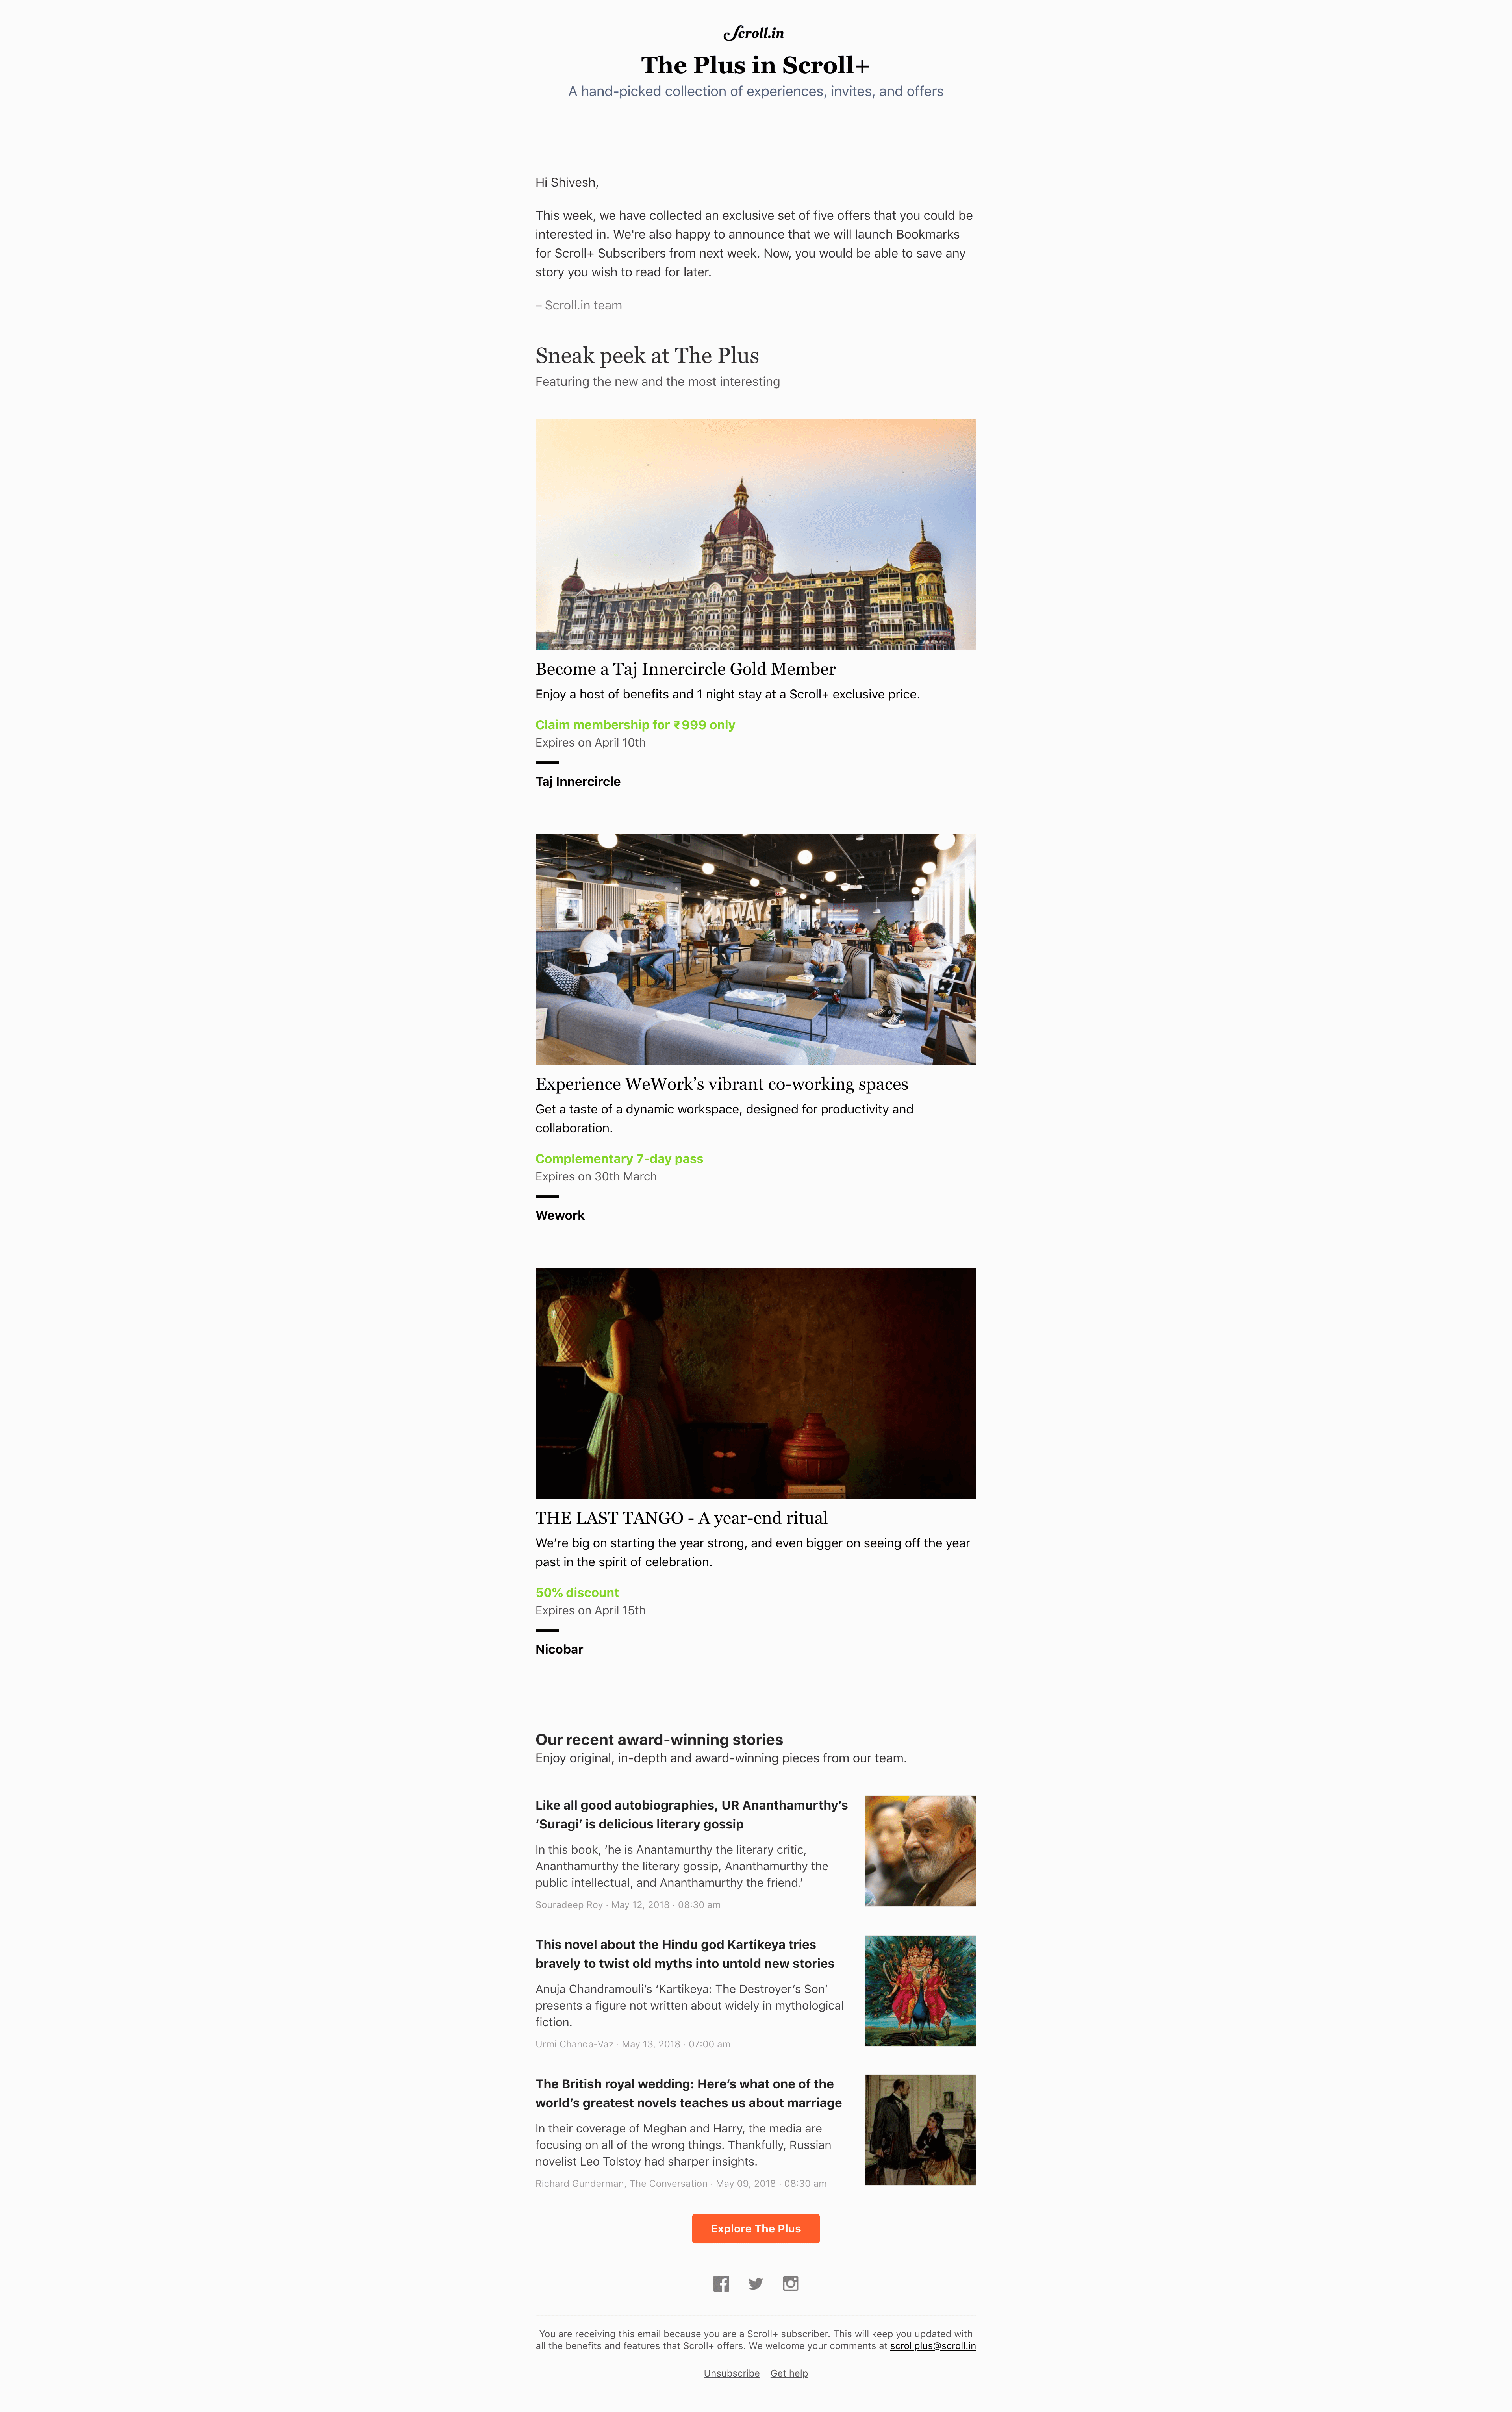 Scroll.in
The Plus in Scroll+
A hand-picked collection of experiences, invites, and offers
Hi Shivesh,
This week, we have collected an exclusive set of five offers that you could be
interested in. We're also happy to announce that we will launch Bookmarks
for Scroll+ Subscribers from next week. Now, you would be able to save any
story you wish to read for later.
– Scroll.in team
Sneak peek at The Plus
Featuring the new and the most interesting
Become a Taj Innercircle Gold Member
Enjoy a host of benefits and 1 night stay at a Scroll+ exclusive price.
Claim membership for ₹999 only
Expires on April 10th
Taj Innercircle
WAY
Experience WeWork’s vibrant co-working spaces
Get a taste of a dynamic workspace, designed for productivity and
collaboration.
Complementary 7-day pass
Expires on 30th March
Wework
THE LAST TANGO - A year-end ritual
We’re big on starting the year strong, and even bigger on seeing off the year
past in the spirit of celebration.
50% discount
Expires on April 15th
Nicobar
Our recent award-winning stories
Enjoy original, in-depth and award-winning pieces from our team.
Like all good autobiographies, UR Ananthamurthy’s
‘Suragi’ is delicious literary gossip
In this book, ‘he is Anantamurthy the literary critic,
Ananthamurthy the literary gossip, Ananthamurthy the
public intellectual, and Ananthamurthy the friend.’
Souradeep Roy · May 12, 2018 · 08:30 am
This novel about the Hindu god Kartikeya tries
bravely to twist old myths into untold new stories
Anuja Chandramouli’s ‘Kartikeya: The Destroyer’s Son’
presents a figure not written about widely in mythological
fiction.
Urmi Chanda-Vaz · May 13, 2018 · 07:00 am
The British royal wedding: Here’s what one of the
world’s greatest novels teaches us about marriage
In their coverage of Meghan and Harry, the media are
focusing on all of the wrong things. Thankfully, Russian
novelist Leo Tolstoy had sharper insights.
Richard Gunderman, The Conversation · May 09, 2018 · 08:30 am
Explore The Plus
You are receiving this email because you are a Scroll+ subscriber. This will keep you updated with
all the benefits and features that Scroll+ offers. We welcome your comments at scrollplus@scroll.in
Unsubscribe Get help